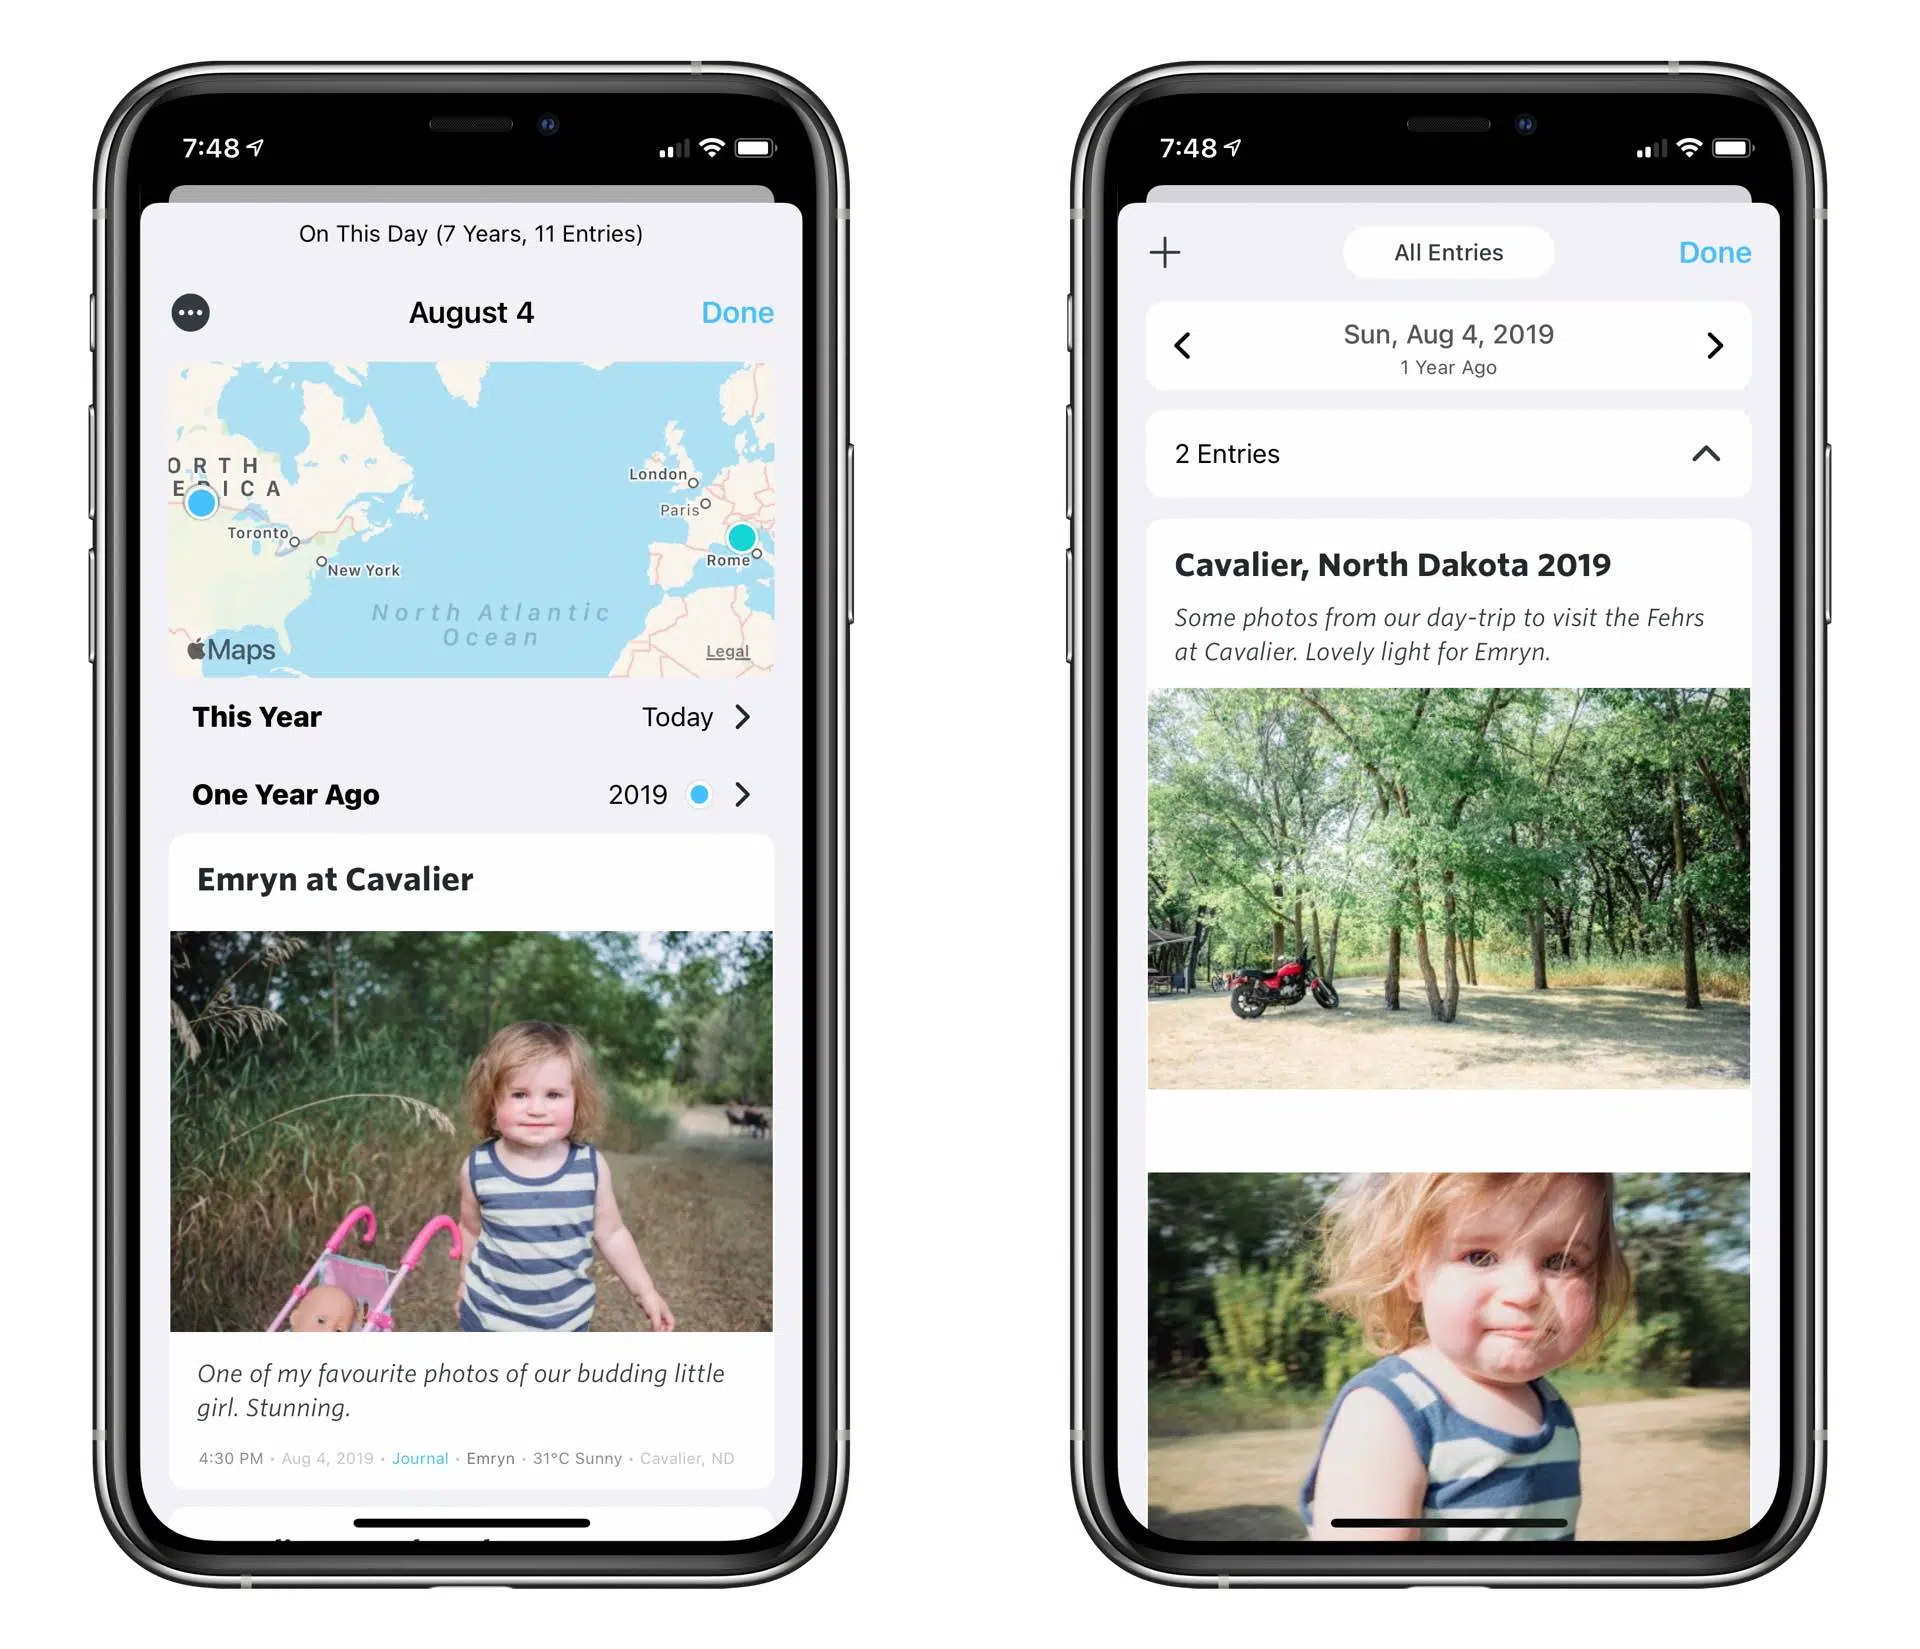 7:48
On This Day (7 Years, 11 Entries)
August 4
Done
ORTH
ERICA
London
Paris
Toronto
New York
Rome
North Atlantic
Ocean
Maps
Legal
This Year
Today
One Year Ago
2019
Emryn at Cavalier
One of my favourite photos of our budding little
girl. Stunning.
4:30 PM • Aug 4, 2019 • Journal • Emryn • 31°C Sunny • Cavalier, ND
7:48
All Entries
Done
Sun, Aug 4, 2019
1 Year Ago
2 Entries
Cavalier, North Dakota 2019
Some photos from our day-trip to visit the Fehrs
at Cavalier. Lovely light for Emryn.